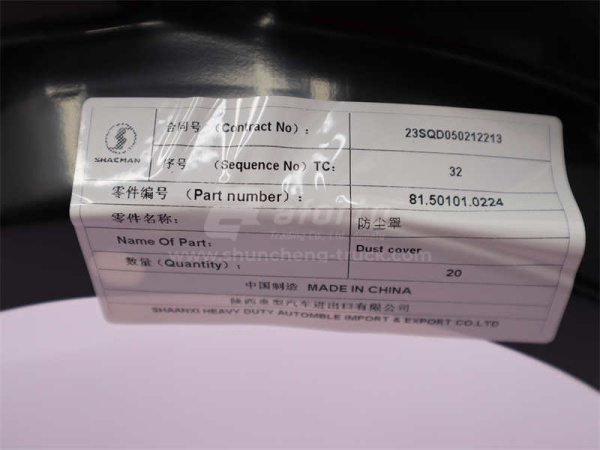 SHACMAN
合同号 (Contract No): 23SQD050212213
序号 (Sequence No) TC: 32
零件编号 (Part number): 81.50101.0224
零件名称: 防尘罩
Name Of Part: Dust cover
数量 (Quantity): 20
中国制造 MADE IN CHINA
陕西重型汽车进出口有限公司
SHAANXI HEAVY DUTY AUTOMBLE IMPORT & EXPORT CO.LTD
www.shuncheng-truck.com